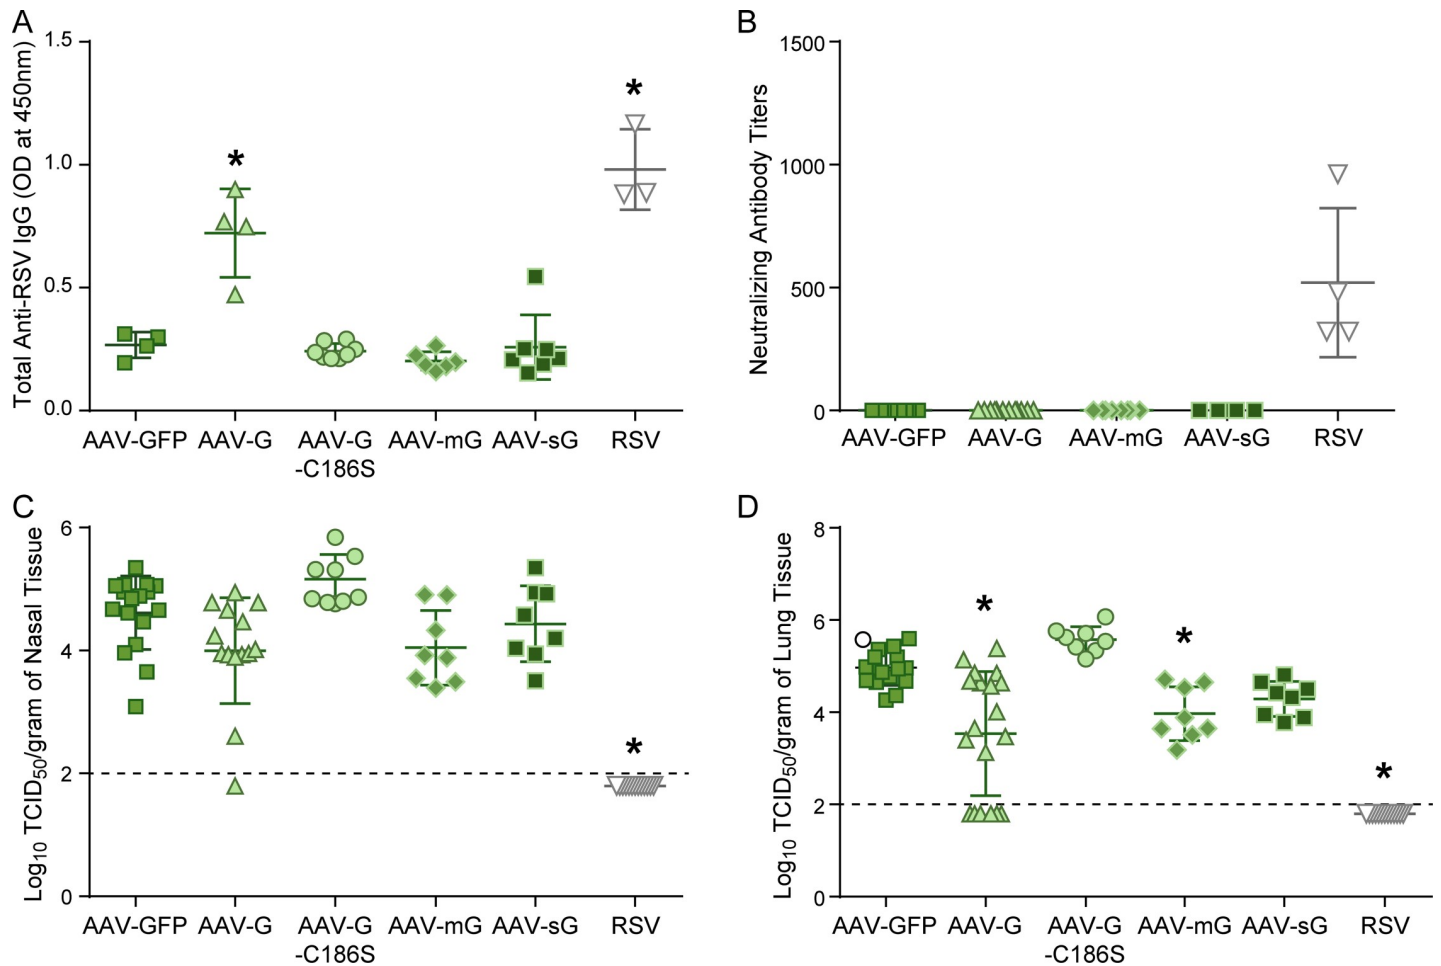 A
Total Anti-RSV IgG (OD at 450nm)
1.5
1.0
0.5
0.0
*
*
AAV-GFP
AAV-G
AAV-G
-C186S
AAV-mG
AAV-sG
RSV
B
Neutralizing Antibody Titers
1500
1000
500
0
AAV-GFP
AAV-G
AAV-mG
AAV-sG
RSV
C
Log10 TCID50/gram of Nasal Tissue
6
4
2
0
*
AAV-GFP
AAV-G
AAV-G
-C186S
AAV-mG
AAV-sG
RSV
D
Log10 TCID50/gram of Lung Tissue
8
6
4
2
0
*
*
*
AAV-GFP
AAV-G
AAV-G
-C186S
AAV-mG
AAV-sG
RSV